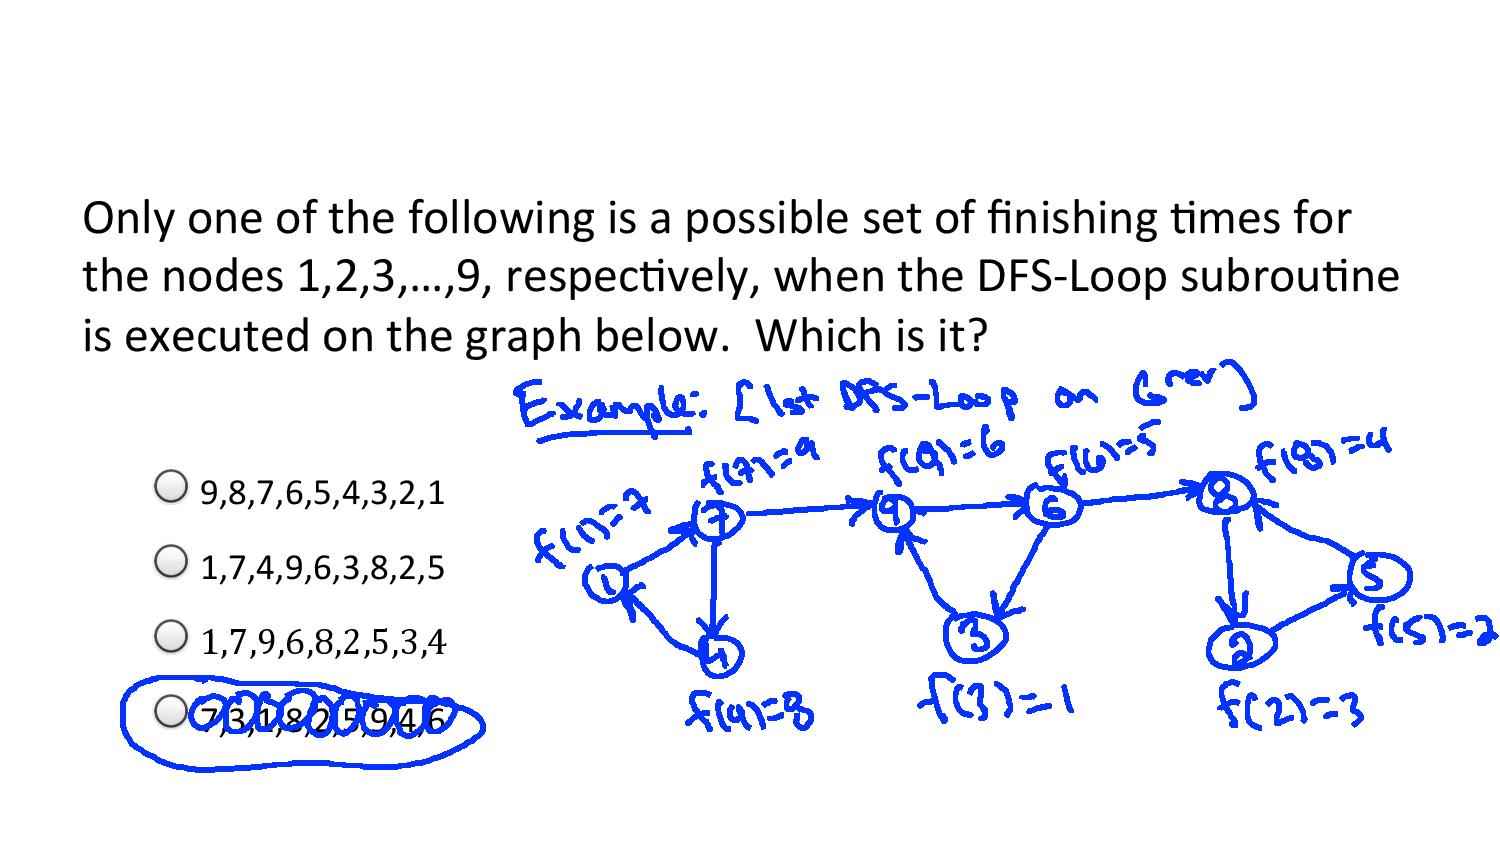 Only one of the following is a possible set of finishing times for
the nodes 1,2,3,…,9, respectively, when the DFS-Loop subroutine
is executed on the graph below.  Which is it?
Example: [1st DFS-Loop on Grev]
9,8,7,6,5,4,3,2,1
1,7,4,9,6,3,8,2,5
1,7,9,6,8,2,5,3,4
7,3,1,8,2,5,9,4,6
f(1)=7
f(7)=9
f(9)=6
f(6)=5
f(8)=4
1
7
9
6
8
4
3
2
5
f(4)=8
f(3)=1
f(2)=3
f(5)=2